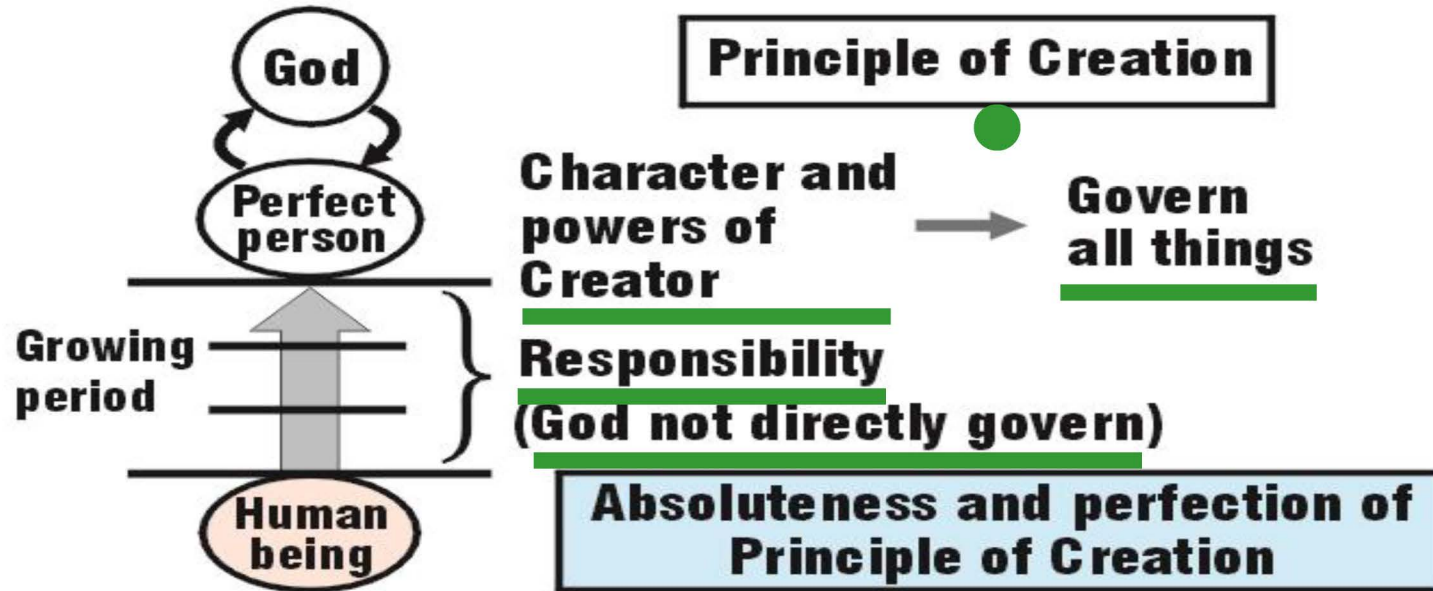 God
Principle of Creation
Perfect
person
Character and
powers of
Creator
Govern
all things
Growing
period
Responsibility
(God not directly govern)
Human
being
Absoluteness and perfection of
Principle of Creation